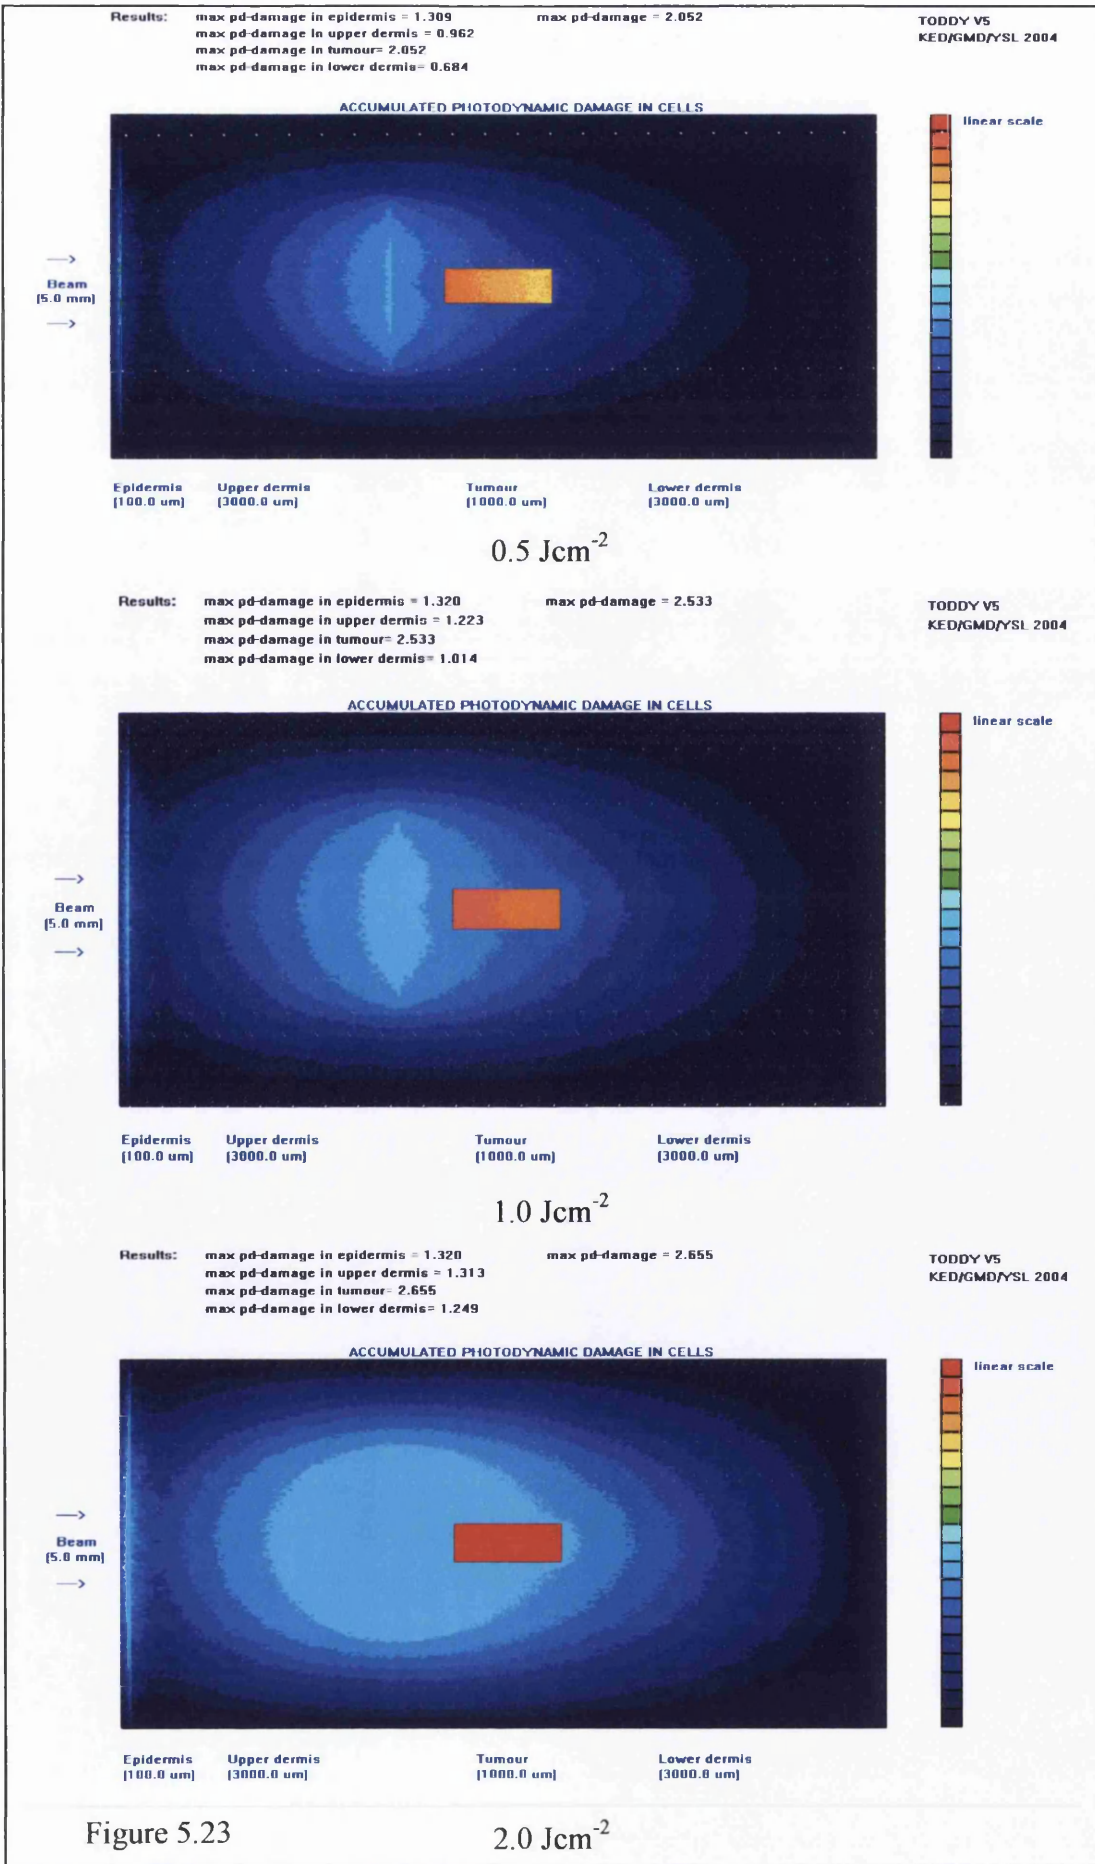 Results: max pd-damage in epidermis = 1.309 max pd-damage = 2.052 TODDY V5
max pd-damage in upper dermis = 0.962 KED/GMD/YSL 2004
max pd-damage in tumour= 2.052
max pd-damage in lower dermis= 0.684
ACCUMULATED PHOTODYNAMIC DAMAGE IN CELLS
linear scale
-->
Beam
(5.0 mm)
-->
Epidermis Upper dermis Tumour Lower dermis
(100.0 um) (3000.0 um) (1000.0 um) (3000.0 um)
0.5 Jcm⁻²
Results: max pd-damage in epidermis = 1.320 max pd-damage = 2.533 TODDY V5
max pd-damage in upper dermis = 1.223 KED/GMD/YSL 2004
max pd-damage in tumour= 2.533
max pd-damage in lower dermis= 1.014
ACCUMULATED PHOTODYNAMIC DAMAGE IN CELLS
linear scale
-->
Beam
(5.0 mm)
-->
Epidermis Upper dermis Tumour Lower dermis
(100.0 um) (3000.0 um) (1000.0 um) (3000.0 um)
1.0 Jcm⁻²
Results: max pd-damage in epidermis = 1.320 max pd-damage = 2.655 TODDY V5
max pd-damage in upper dermis = 1.313 KED/GMD/YSL 2004
max pd-damage in tumour= 2.655
max pd-damage in lower dermis= 1.249
ACCUMULATED PHOTODYNAMIC DAMAGE IN CELLS
linear scale
-->
Beam
(5.0 mm)
-->
Epidermis Upper dermis Tumour Lower dermis
(100.0 um) (3000.0 um) (1000.0 um) (3000.0 um)
Figure 5.23 2.0 Jcm⁻²